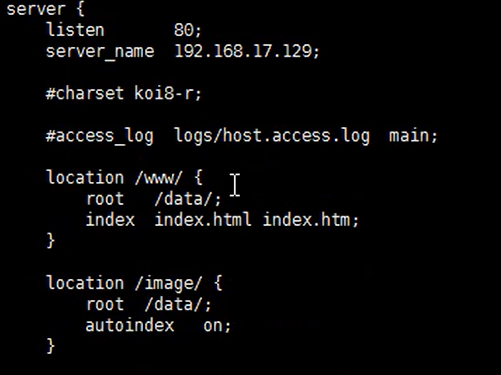 server {
    listen       80;
    server_name  192.168.17.129;
    #charset koi8-r;
    #access_log  logs/host.access.log  main;
    location /www/ {
        root   /data/;
        index  index.html index.htm;
    }
    location /image/ {
        root  /data/;
        autoindex   on;
    }